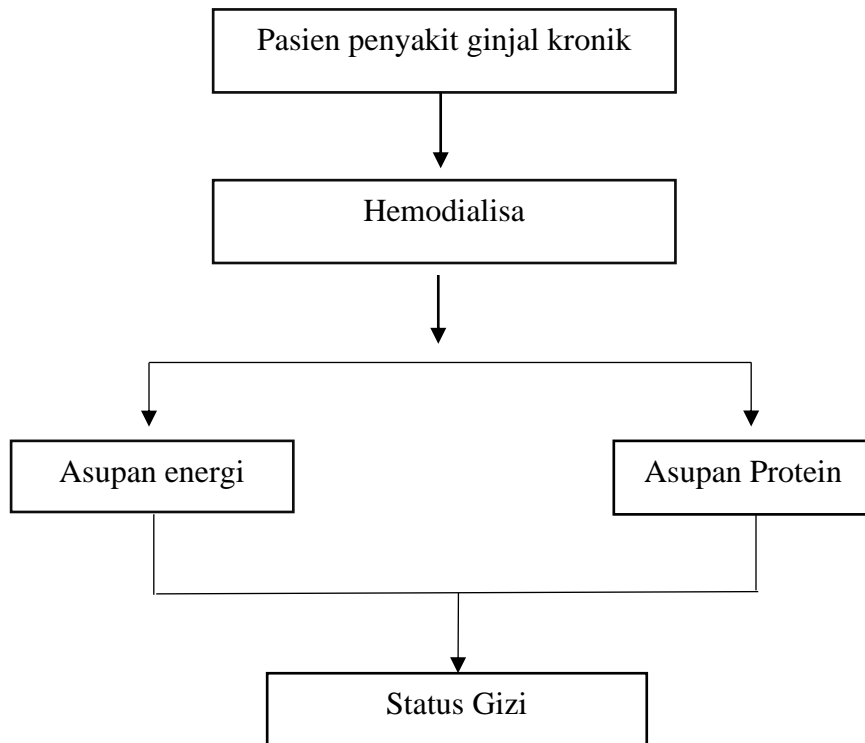 Pasien penyakit ginjal kronik
Hemodialisa
Asupan energi
Asupan Protein
Status Gizi